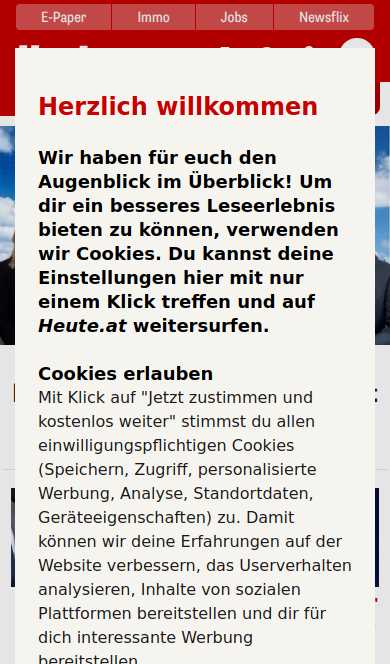 E-Paper Immo Jobs Newsflix
Herzlich willkommen
Wir haben für euch den
Augenblick im Überblick! Um
dir ein besseres Leseerlebnis
bieten zu können, verwenden
wir Cookies. Du kannst deine
Einstellungen hier mit nur
einem Klick treffen und auf
Heute.at weitersurfen.
Cookies erlauben
Mit Klick auf "Jetzt zustimmen und
kostenlos weiter" stimmst du allen
einwilligungspflichtigen Cookies
(Speichern, Zugriff, personalisierte
Werbung, Analyse, Standortdaten,
Geräteeigenschaften) zu. Damit
können wir deine Erfahrungen auf der
Website verbessern, das Userverhalten
analysieren, Inhalte von sozialen
Plattformen bereitstellen und dir für
dich interessante Werbung
bereitstellen